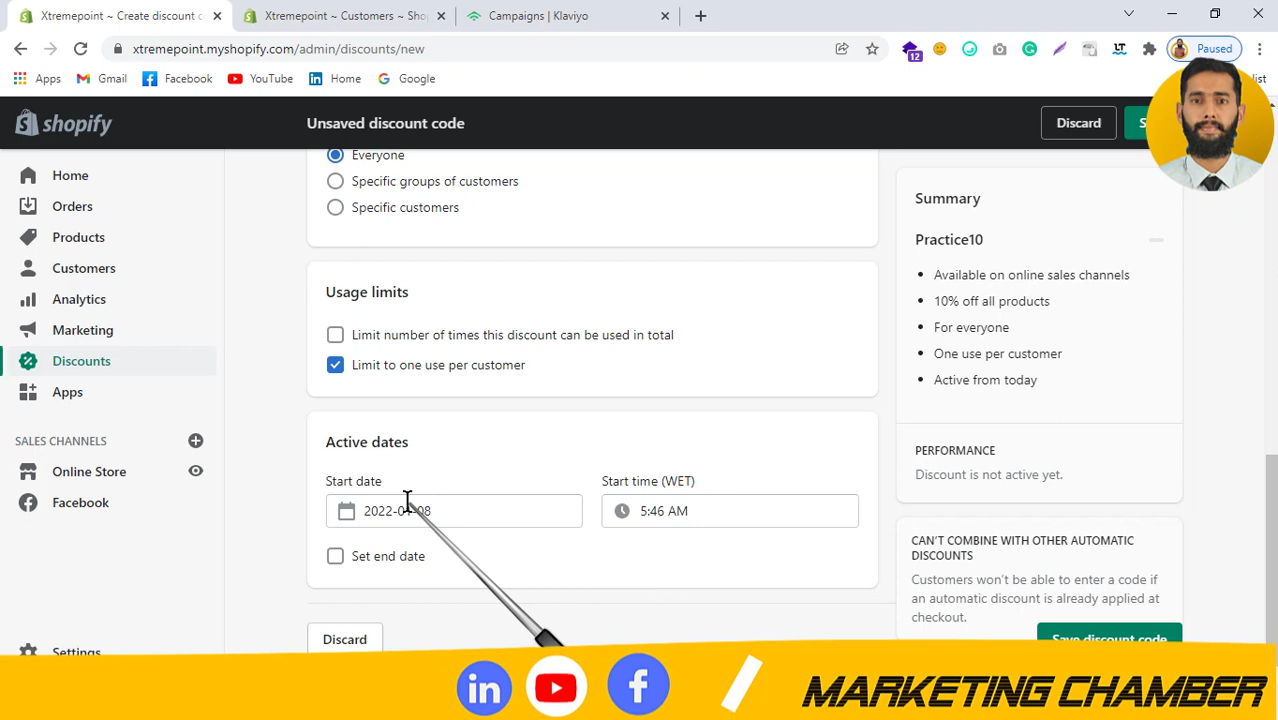 Xtremepoint ~ Create discount c
Xtremepoint ~ Customers ~ Shop
Campaigns | Klaviyo
xtremepoint.myshopify.com/admin/discounts/new
12
LT
Paused
Apps
Gmail
Facebook
YouTube
Home
Google
list
shopify
Unsaved discount code
Discard
S
Home
Orders
Products
Customers
Analytics
Marketing
Discounts
Apps
SALES CHANNELS
Online Store
Facebook
Settings
Everyone
Specific groups of customers
Specific customers
Usage limits
Limit number of times this discount can be used in total
Limit to one use per customer
Active dates
Start date
Start time (WET)
5:46 AM
Set end date
Discard
Summary
Practice10
Available on online sales channels
10% off all products
For everyone
One use per customer
Active from today
PERFORMANCE
Discount is not active yet.
CAN'T COMBINE WITH OTHER AUTOMATIC
DISCOUNTS
Customers won't be able to enter a code if
an automatic discount is already applied at
checkout.
Save discount code
in
f
MARKETING CHAMBER